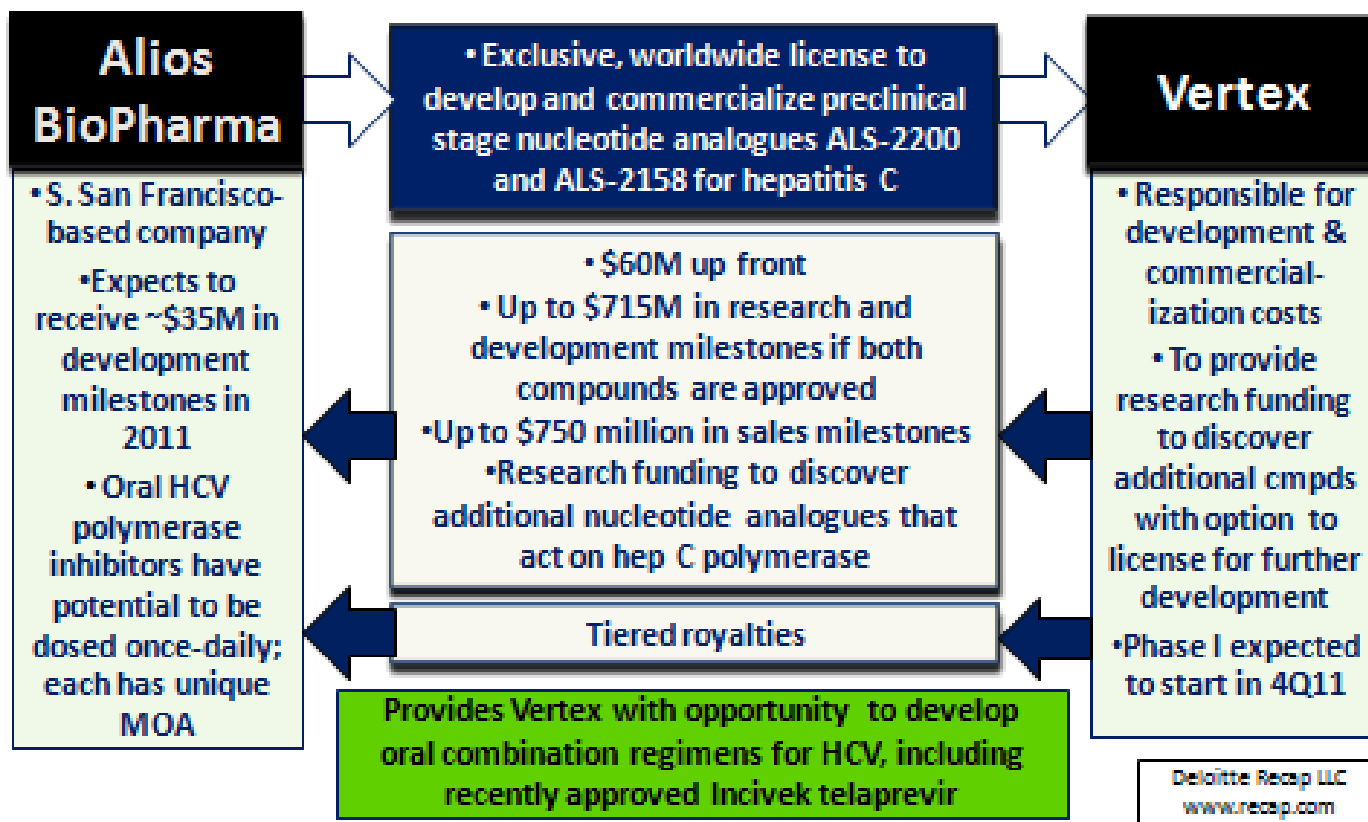 Alios
BioPharma
• S. San Francisco-
based company
•Expects to
receive ~$35M in
development
milestones in
2011
• Oral HCV
polymerase
inhibitors have
potential to be
dosed once-daily;
each has unique
MOA
• Exclusive, worldwide license to
develop and commercialize preclinical
stage nucleotide analogues ALS-2200
and ALS-2158 for hepatitis C
• $60M up front
• Up to $715M in research and
development milestones if both
compounds are approved
•Up to $750 million in sales milestones
•Research funding to discover
additional nucleotide analogues that
act on hep C polymerase
Tiered royalties
Provides Vertex with opportunity to develop
oral combination regimens for HCV, including
recently approved Incivek telaprevir
Vertex
• Responsible for
development &
commercial-
ization costs
• To provide
research funding
to discover
additional cmpds
with option to
license for further
development
•Phase I expected
to start in 4Q11
Deloitte Recap LLC
www.recap.com